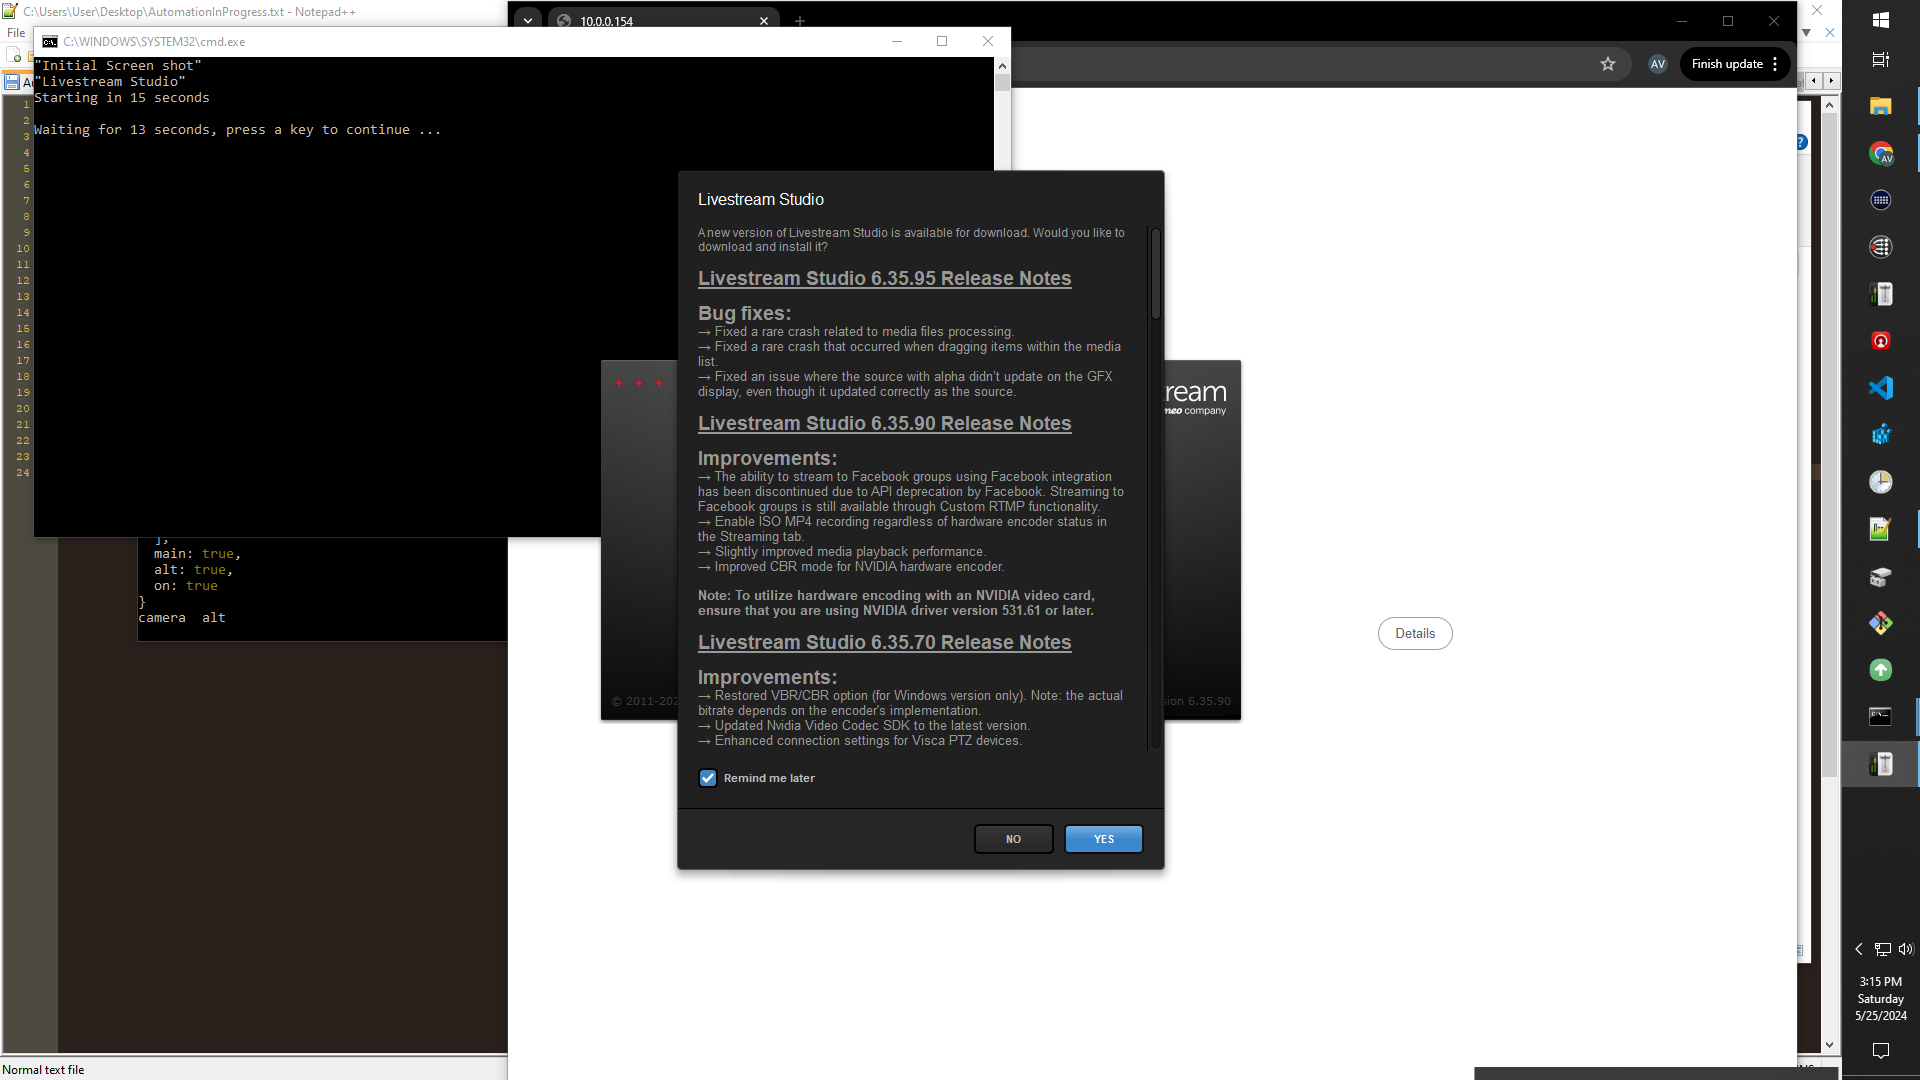 C:\Users\User\Desktop\AutomationInProgress.txt - Notepad++
File
10.0.0.154
C:\WINDOWS\SYSTEM32\cmd.exe
AV
Finish update
"Initial Screen shot"
"Livestream Studio"
Starting in 15 seconds
Waiting for 13 seconds, press a key to continue ...
1
2
3
4
5
6
7
8
9
10
11
12
13
14
15
16
17
18
19
20
21
22
23
24
],
main: true,
alt: true,
on: true
}
camera  alt
Livestream Studio
A new version of Livestream Studio is available for download. Would you like to
download and install it?
Livestream Studio 6.35.95 Release Notes
Bug fixes:
→ Fixed a rare crash related to media files processing.
→ Fixed a rare crash that occurred when dragging items within the media
list.
→ Fixed an issue where the source with alpha didn't update on the GFX
display, even though it updated correctly as the source.
Livestream Studio 6.35.90 Release Notes
Improvements:
→ The ability to stream to Facebook groups using Facebook integration
has been discontinued due to API deprecation by Facebook. Streaming to
Facebook groups is still available through Custom RTMP functionality.
→ Enable ISO MP4 recording regardless of hardware encoder status in
the Streaming tab.
→ Slightly improved media playback performance.
→ Improved CBR mode for NVIDIA hardware encoder.
Note: To utilize hardware encoding with an NVIDIA video card,
ensure that you are using NVIDIA driver version 531.61 or later.
Livestream Studio 6.35.70 Release Notes
Improvements:
→ Restored VBR/CBR option (for Windows version only). Note: the actual
bitrate depends on the encoder's implementation.
→ Updated Nvidia Video Codec SDK to the latest version.
→ Enhanced connection settings for Visca PTZ devices.
Remind me later
NO
YES
tream
meo company
© 2011-202
sion 6.35.90
Details
3:15 PM
Saturday
5/25/2024
Normal text file